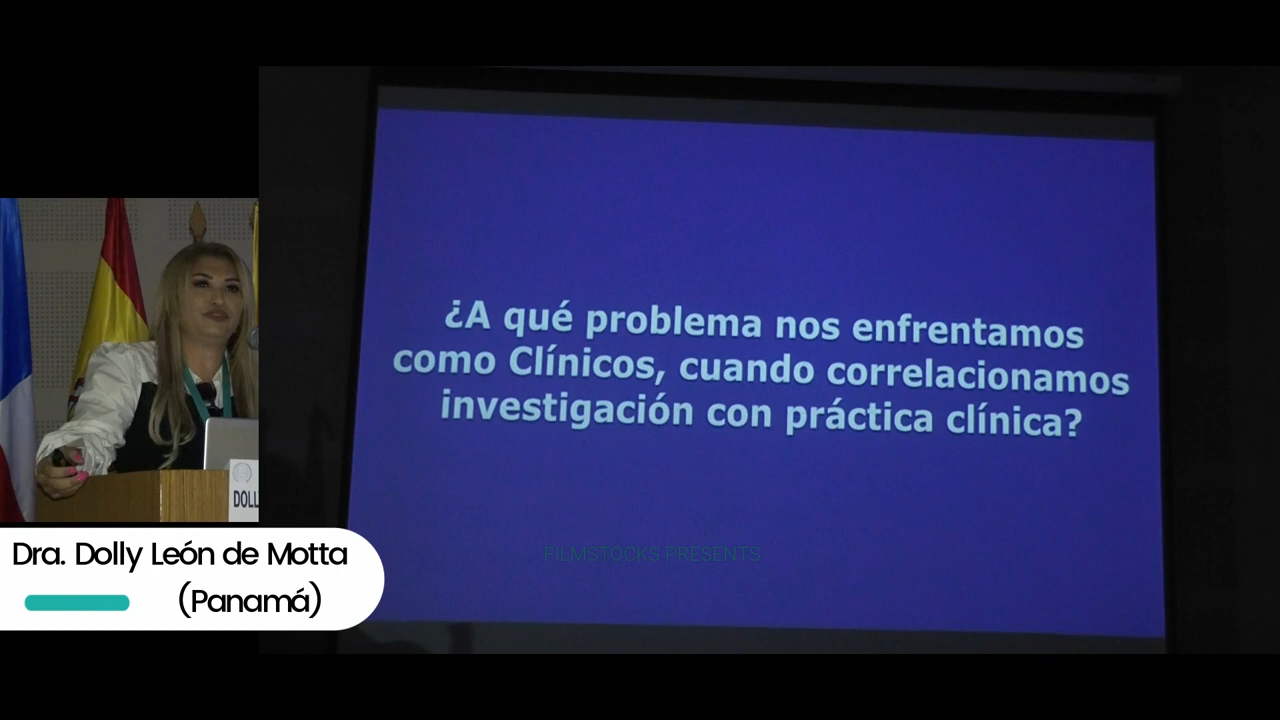 ¿A qué problema nos enfrentamos
como Clínicos, cuando correlacionamos
investigación con práctica clínica?
FILMSTOCKS PRESENTS
DOLL
Dra. Dolly León de Motta
(Panamá)